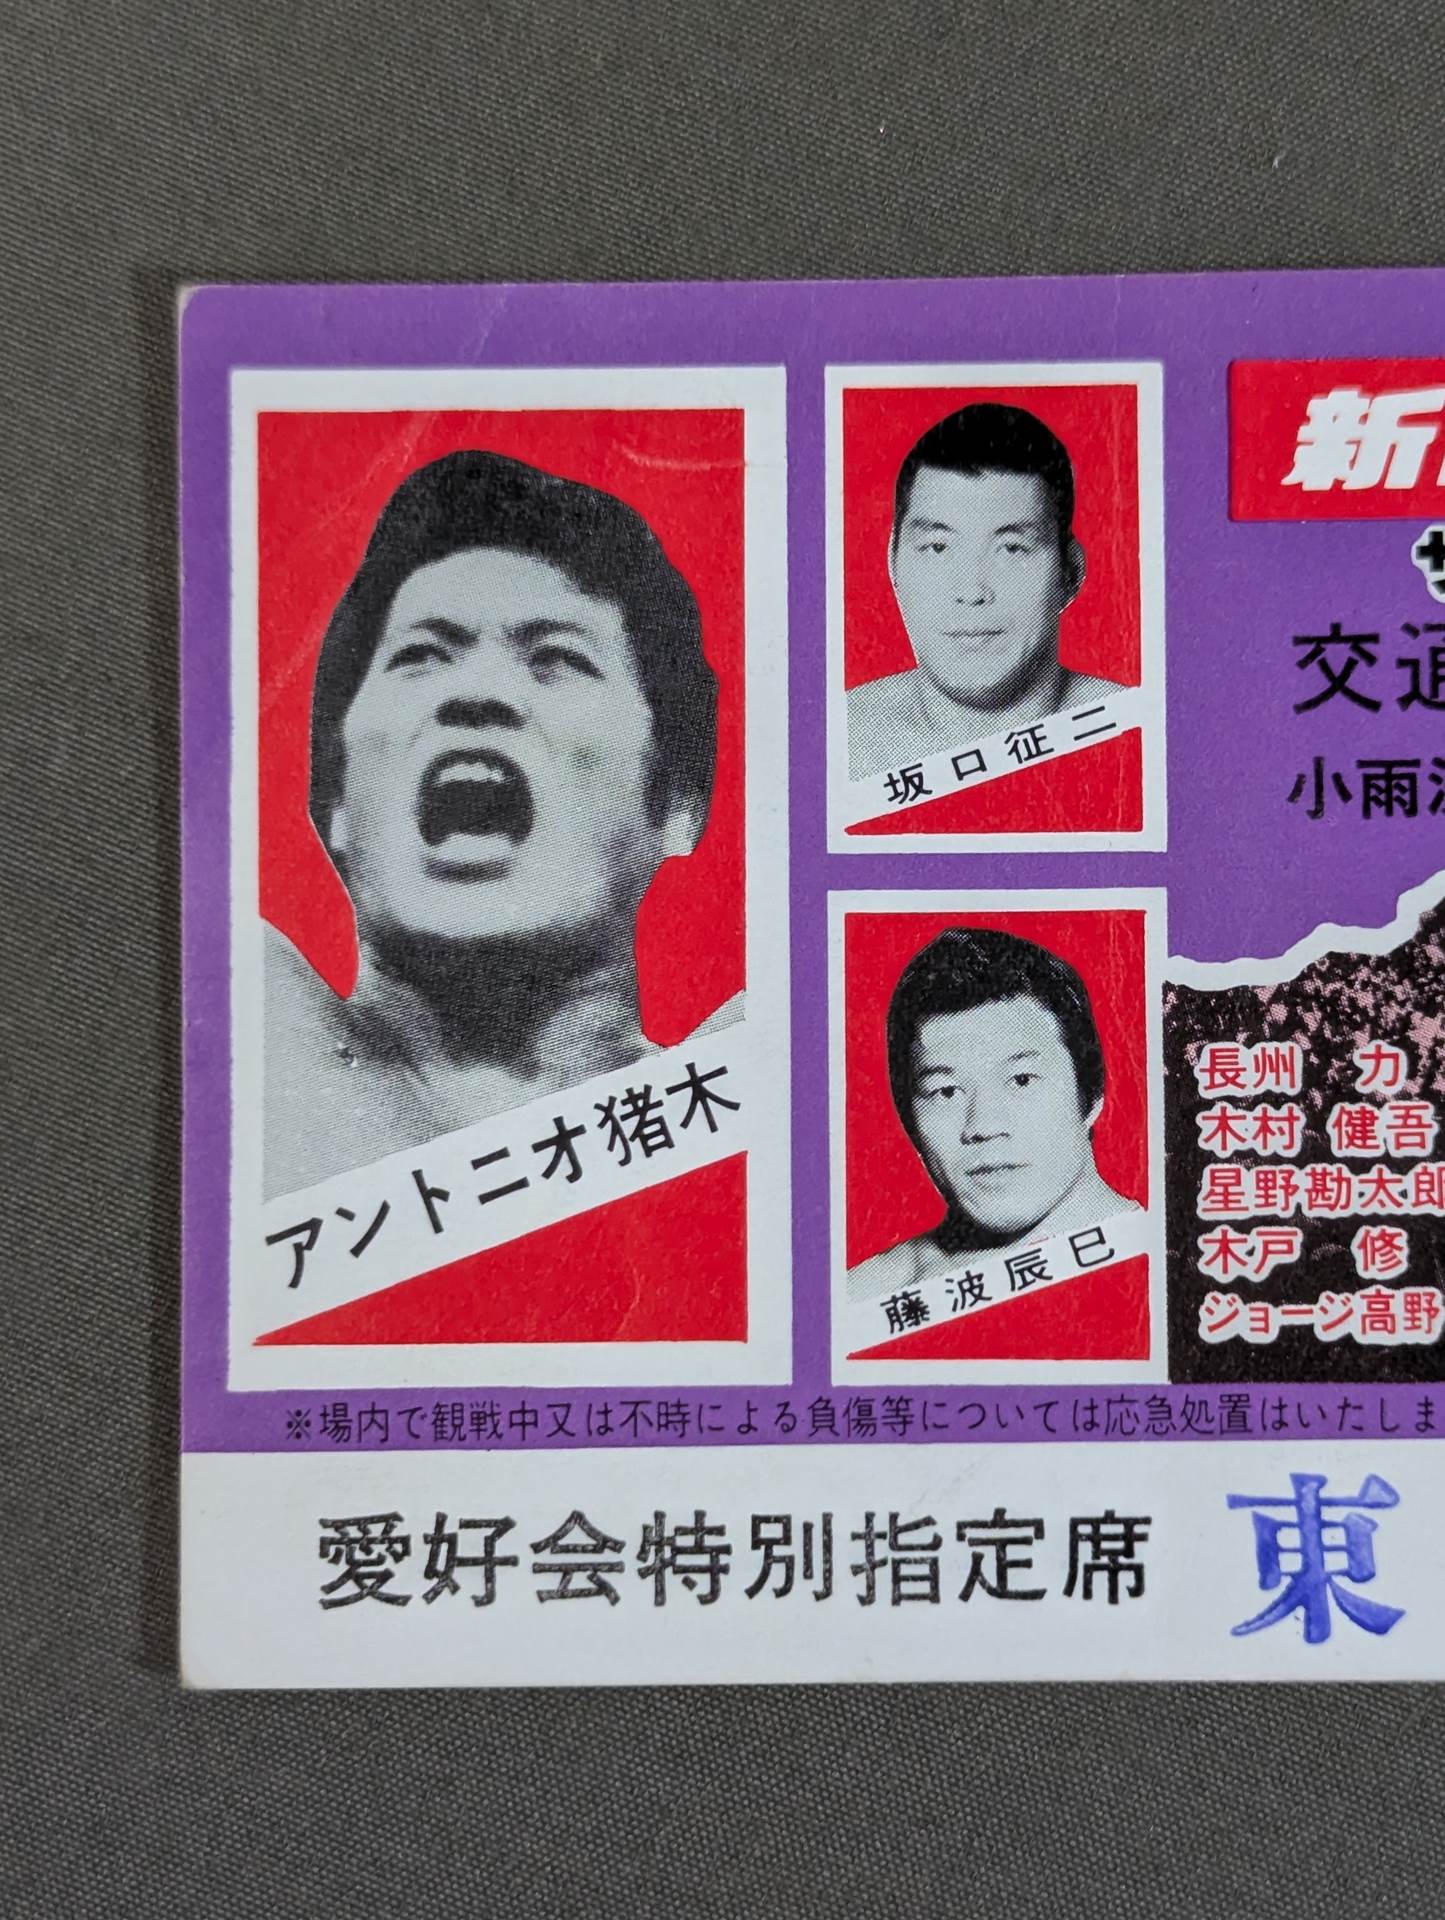 アントニオ猪木
坂口征二
藤波辰巳
新
交通
小雨
長州 力
木村 健吾
星野勘太郎
木戸 修
ジョージ高野
※場内で観戦中又は不時による負傷等については応急処置はいたしま
愛好会特別指定席 東